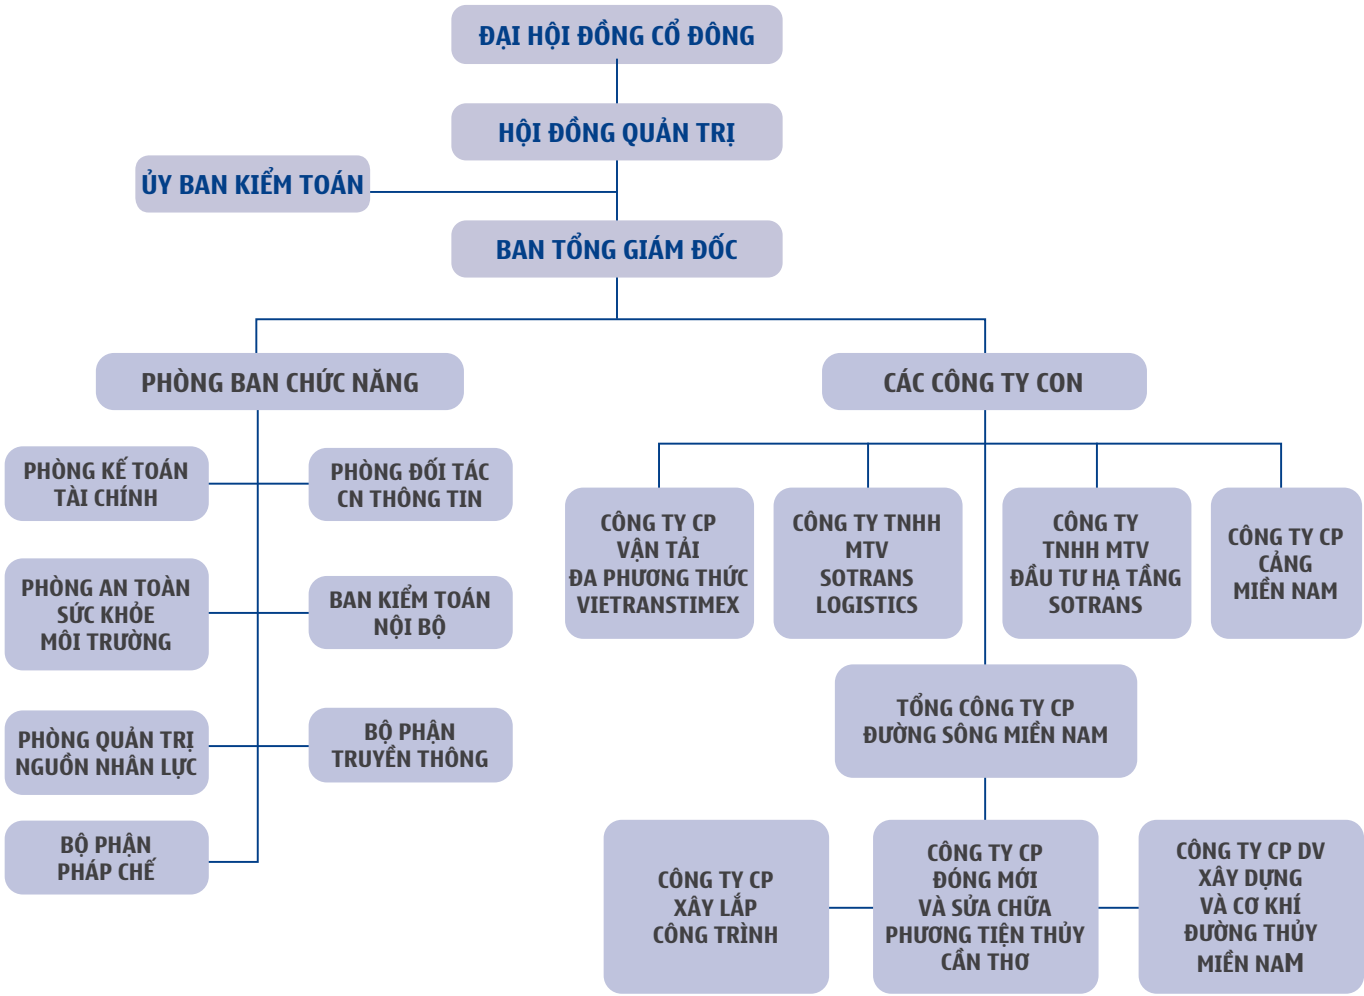 ĐẠI HỘI ĐỒNG CỔ ĐÔNG
HỘI ĐỒNG QUẢN TRỊ
ỦY BAN KIỂM TOÁN
BAN TỔNG GIÁM ĐỐC
PHÒNG BAN CHỨC NĂNG
PHÒNG KẾ TOÁN
TÀI CHÍNH
PHÒNG ĐỐI TÁC
CN THÔNG TIN
PHÒNG AN TOÀN
SỨC KHỎE
MÔI TRƯỜNG
BAN KIỂM TOÁN
NỘI BỘ
PHÒNG QUẢN TRỊ
NGUỒN NHÂN LỰC
BỘ PHẬN
TRUYỀN THÔNG
BỘ PHẬN
PHÁP CHẾ
CÁC CÔNG TY CON
CÔNG TY CP
VẬN TẢI
ĐA PHƯƠNG THỨC
VIETRANSTIMEX
CÔNG TY TNHH
MTV
SOTRANS
LOGISTICS
CÔNG TY
TNHH MTV
ĐẦU TƯ HẠ TẦNG
SOTRANS
CÔNG TY CP
CẢNG
MIỀN NAM
TỔNG CÔNG TY CP
ĐƯỜNG SÔNG MIỀN NAM
CÔNG TY CP
XÂY LẮP
CÔNG TRÌNH
CÔNG TY CP
ĐÓNG MỚI
VÀ SỬA CHỮA
PHƯƠNG TIỆN THỦY
CẦN THƠ
CÔNG TY CP DV
XÂY DỰNG
VÀ CƠ KHÍ
ĐƯỜNG THỦY
MIỀN NAM